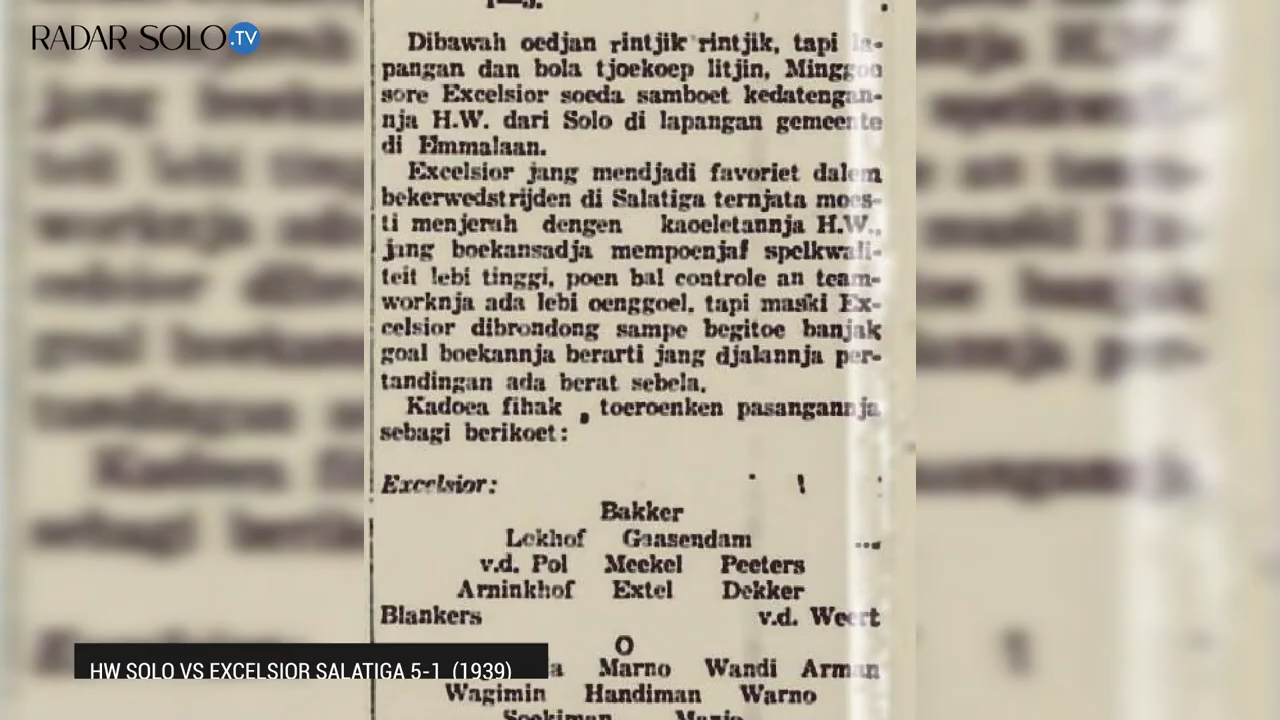 RADAR SOLO.TV
1—5.
Dibawah oedjan rintjik rintjik, tapi la-
pangan dan bola tjoekoep litjin, Minggoe
sore Excelsior soeda samboet kedatengan-
nja H.W. dari Solo di lapangan gemeente
di Emmalaan.
Excelsior jang mendjadi favoriet dalem
bekerwedstrijden di Salatiga ternjata moes-
ti menjerah dengen kaoeletannja H.W.,
jang boekansadja mempoenjaf spelkwali-
teit lebi tinggi, poen bal controle an team-
worknja ada lebi oenggoel, tapi maski Ex-
celsior dibrondong sampe begitoe banjak
goal boekannja berarti jang djalannja per-
tandingan ada berat sebela.
Kadoea fihak toeroenken pasangannja
sebagi berikoet:
Excelsior:
Bakker
Lokhof Gaasendam
v.d. Pol Meekel Peeters
Arninkhof Extel Dekker
Blankers v.d. Weert
O
Marno Wandi Arman
Wagimin Handiman Warno
Soekiman
HW SOLO VS EXCELSIOR SALATIGA 5-1 (1939)